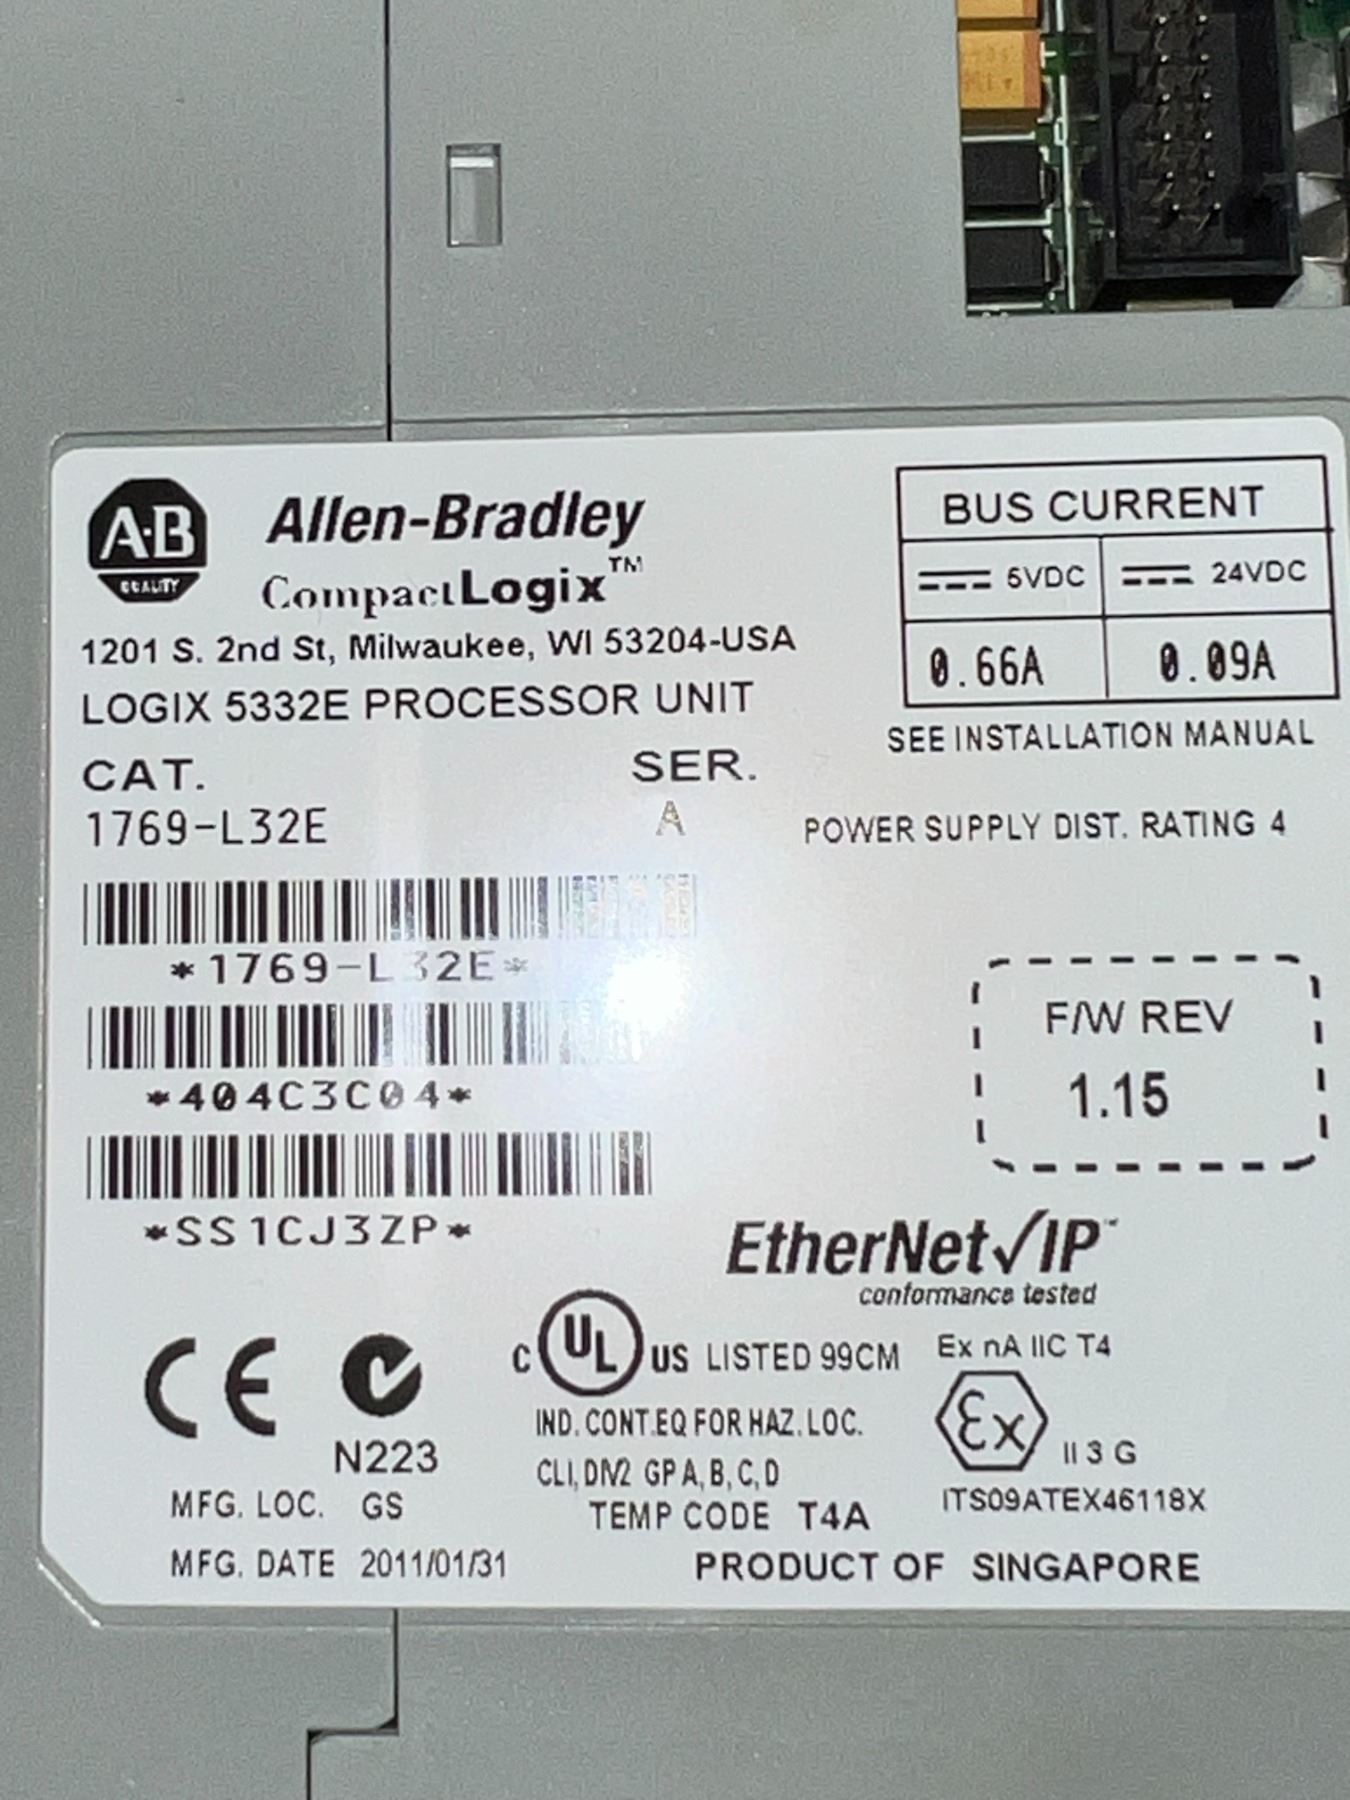 A·B
QUALITY
Allen-Bradley
CompactLogix™
1201 S. 2nd St, Milwaukee, WI 53204-USA
LOGIX 5332E PROCESSOR UNIT
CAT.
SER.
1769-L32E
A
BUS CURRENT
5VDC
24VDC
0.66A
0.09A
SEE INSTALLATION MANUAL
POWER SUPPLY DIST. RATING 4
*1769-L32E*
*404C3C04*
*SS1CJ3ZP*
F/W REV
1.15
EtherNet/IP™
conformance tested
CE
N223
C UL US LISTED 99CM
IND. CONT.EQ FOR HAZ. LOC.
CL I, DIV2 GP A, B, C, D
TEMP CODE T4A
Ex nA IIC T4
Ex II 3 G
ITS09ATEX46118X
MFG. LOC. GS
MFG. DATE 2011/01/31
PRODUCT OF SINGAPORE